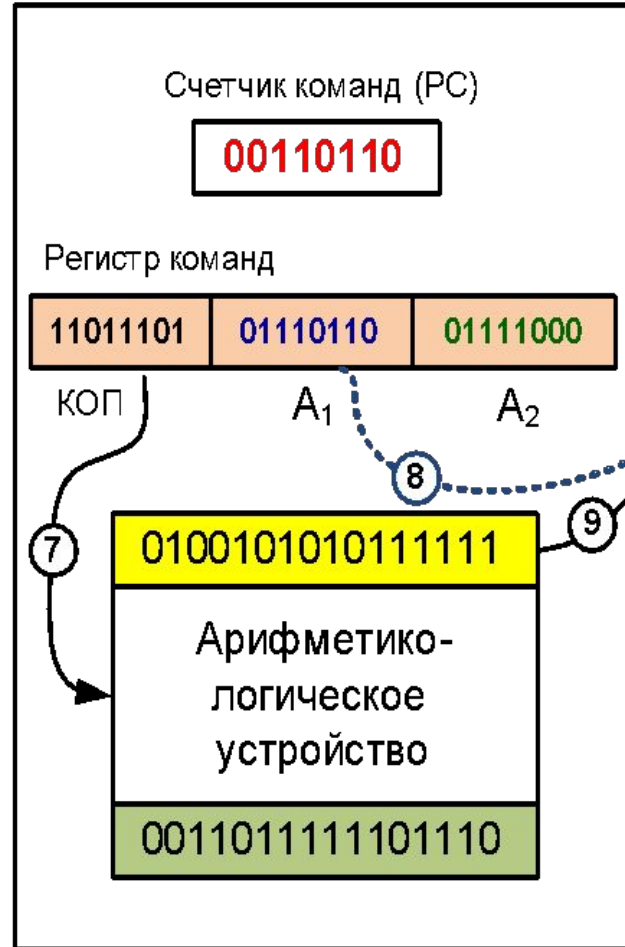 Счетчик команд (PC)
00110110
Регистр команд
11011101 01110110 01111000
КОП A₁ A₂
8
9
7
0100101010111111
Арифметико-
логическое
устройство
0011011111101110